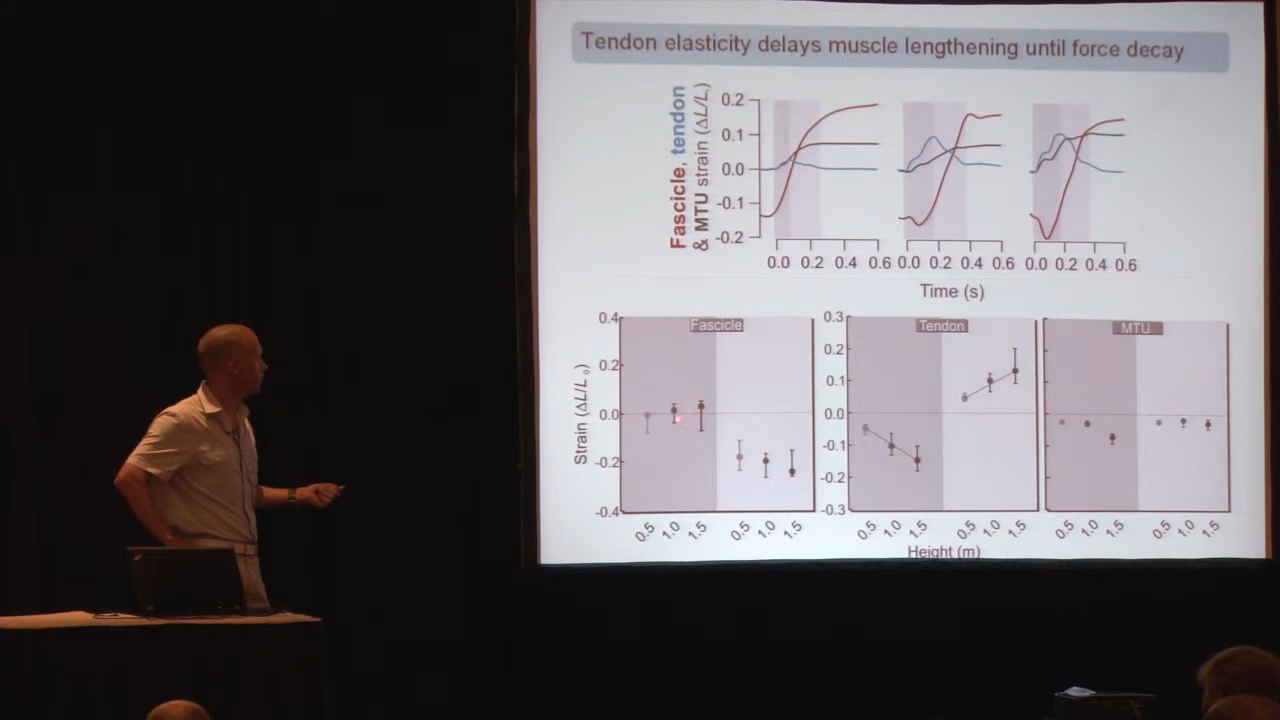 Tendon elasticity delays muscle lengthening until force decay
Fascicle, tendon
& MTU strain (ΔL/Li)
0.2
0.1
0.0
-0.1
-0.2
0.0 0.2 0.4 0.6 0.0 0.2 0.4 0.6 0.0 0.2 0.4 0.6
Time (s)
Strain (ΔL/L0)
Fascicle
0.4
0.2
0.0
-0.2
-0.4
0.5 1.0 1.5 0.5 1.0 1.5
Tendon
0.3
0.2
0.1
0.0
-0.1
-0.2
-0.3
0.5 1.0 1.5 0.5 1.0 1.5
MTU
0.5 1.0 1.5 0.5 1.0 1.5
Height (m)